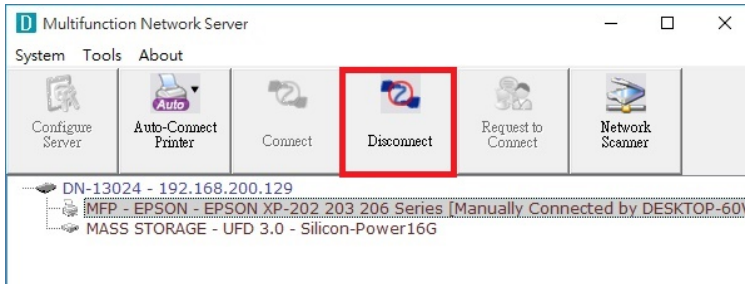 D Multifunction Network Server
System Tools About
Configure Server
Auto
Auto-Connect Printer
Connect
Disconnect
Request to Connect
Network Scanner
DN-13024 - 192.168.200.129
MFP - EPSON - EPSON XP-202 203 206 Series [Manually Connected by DESKTOP-60
MASS STORAGE - UFD 3.0 - Silicon-Power16G